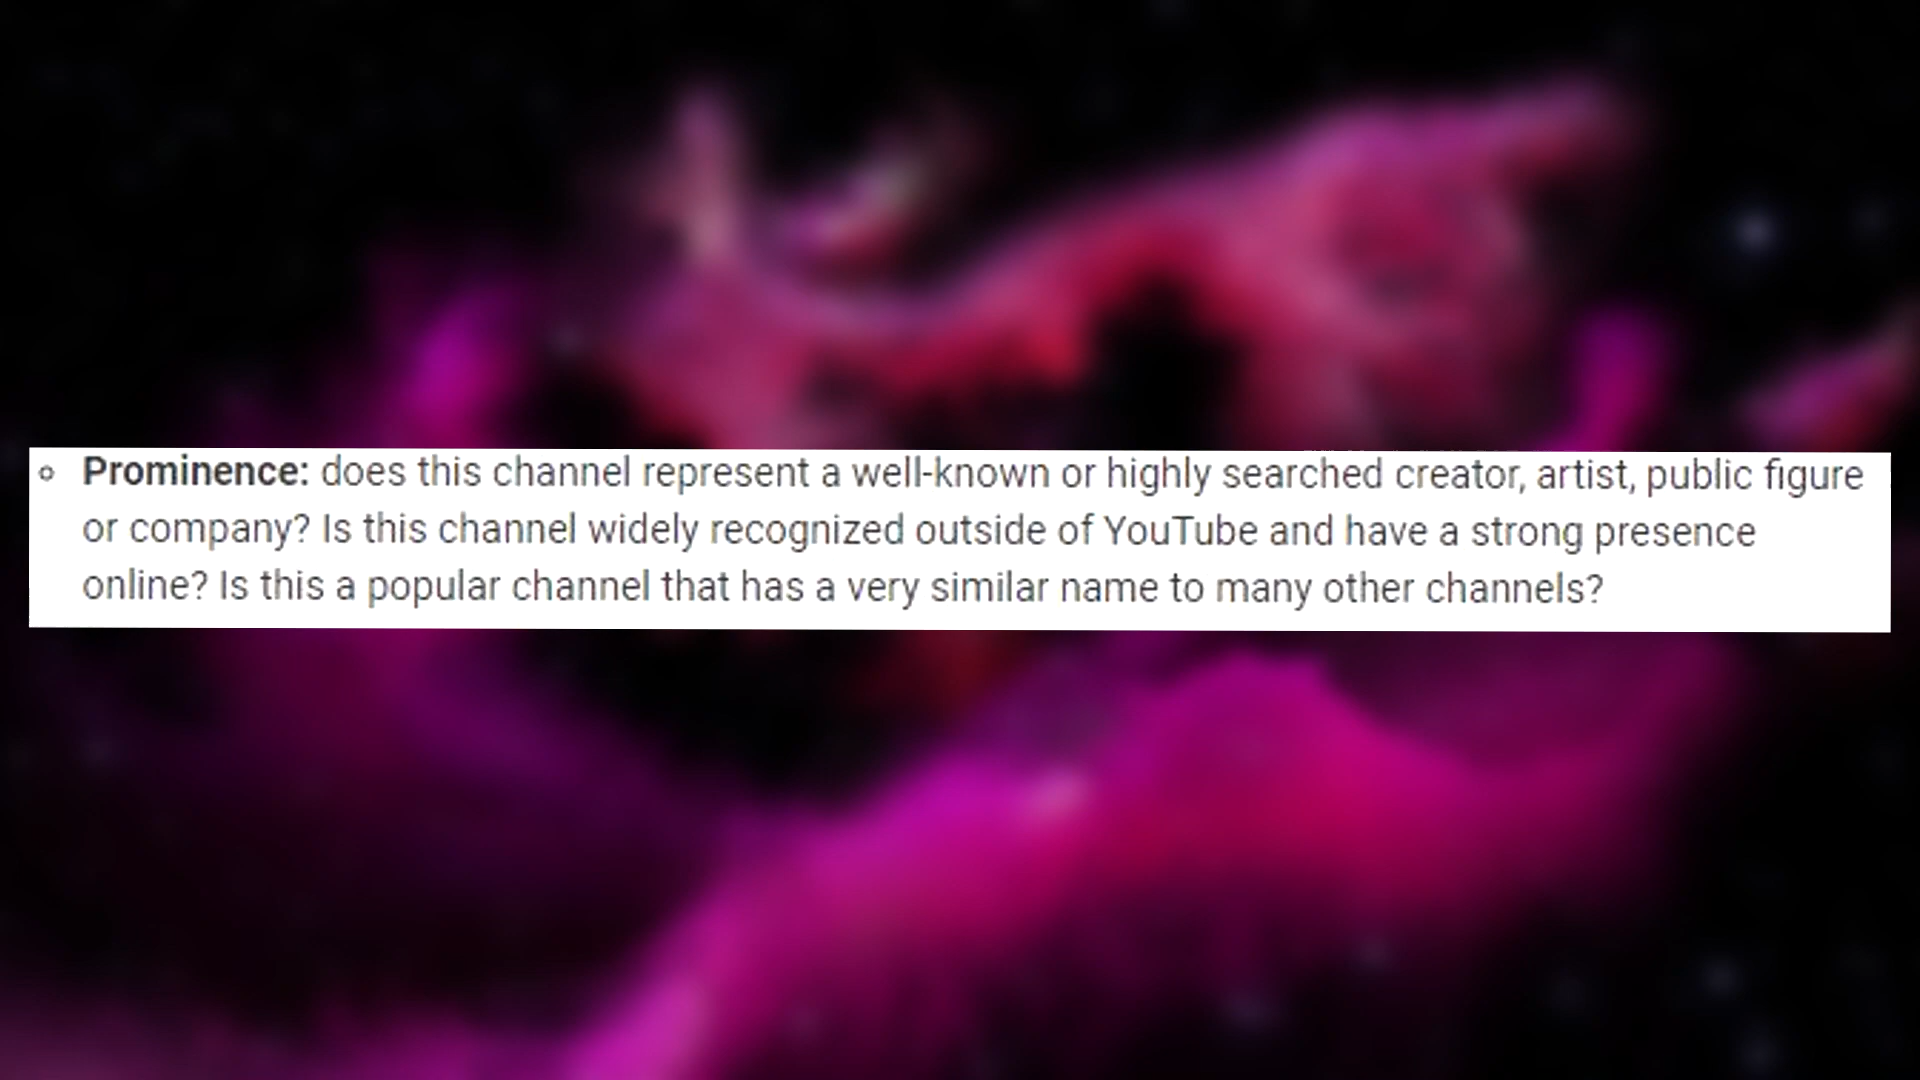 Prominence: does this channel represent a well-known or highly searched creator, artist, public figure
or company? Is this channel widely recognized outside of YouTube and have a strong presence
online? Is this a popular channel that has a very similar name to many other channels?